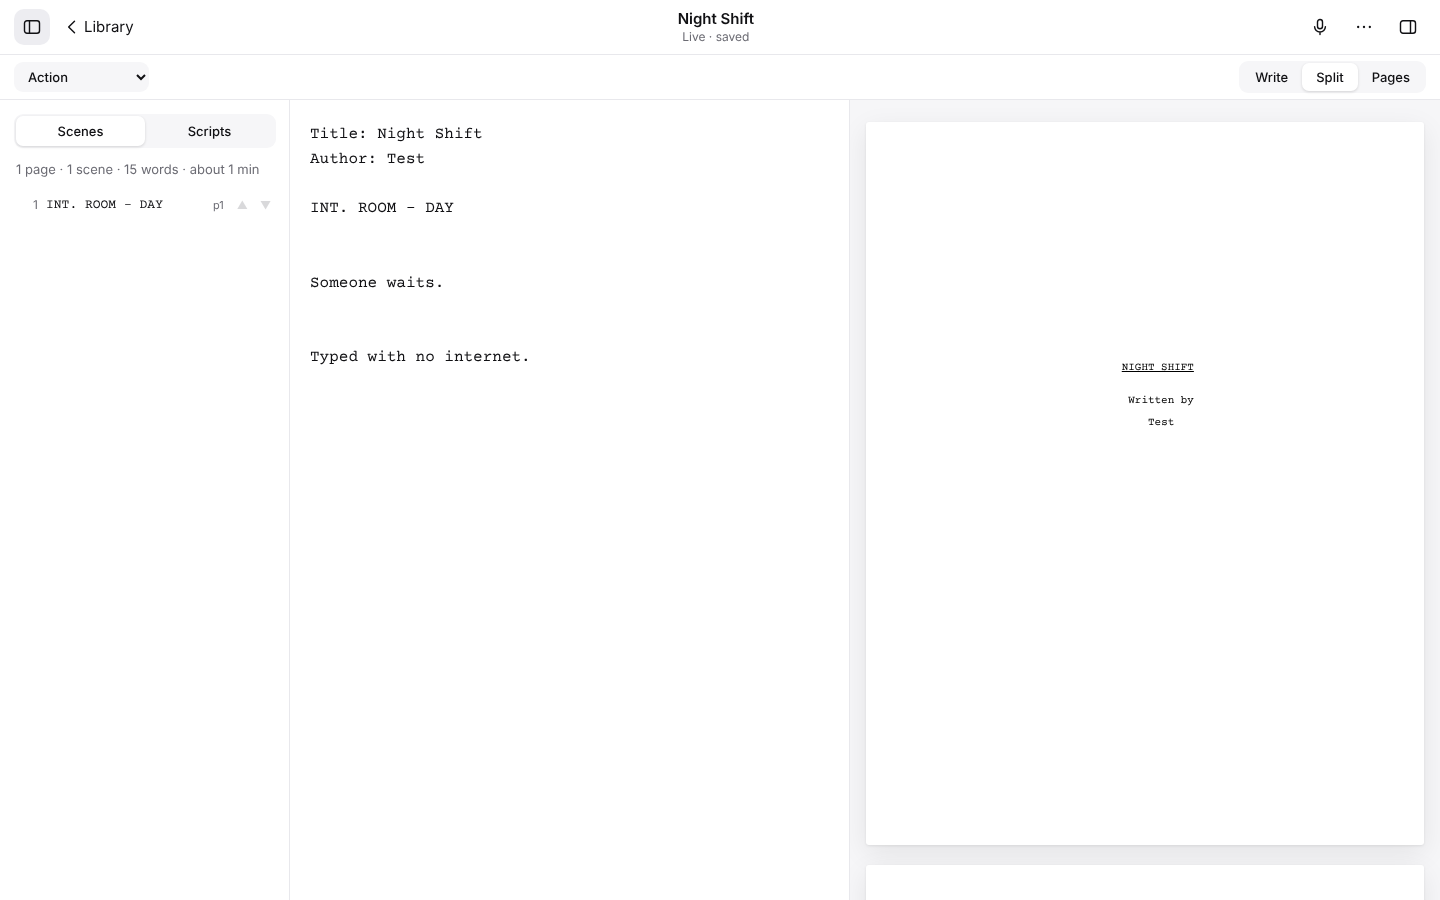 Library
Night Shift
Live · saved
Action
Write Split Pages
Scenes Scripts
1 page · 1 scene · 15 words · about 1 min
1 INT. ROOM - DAY p1
Title: Night Shift
Author: Test
INT. ROOM - DAY
Someone waits.
Typed with no internet.
NIGHT SHIFT
Written by
Test